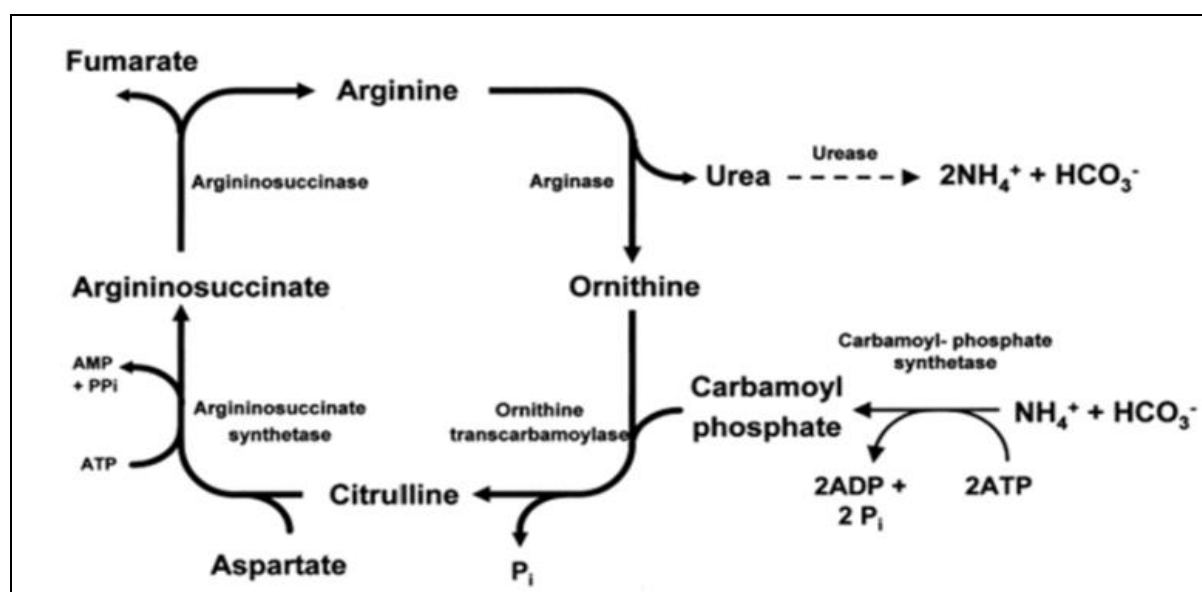 Fumarate
Arginine
Argininosuccinase
Arginase
Urea
Urease
2NH₄⁺ + HCO₃⁻
Argininosuccinate
Ornithine
AMP
+ PPi
ATP
Argininosuccinate
synthetase
Ornithine
transcarbamoylase
Carbamoyl
phosphate
Carbamoyl- phosphate
synthetase
NH₄⁺ + HCO₃⁻
2ADP +
2 Pᵢ
2ATP
Citrulline
Aspartate
Pᵢ